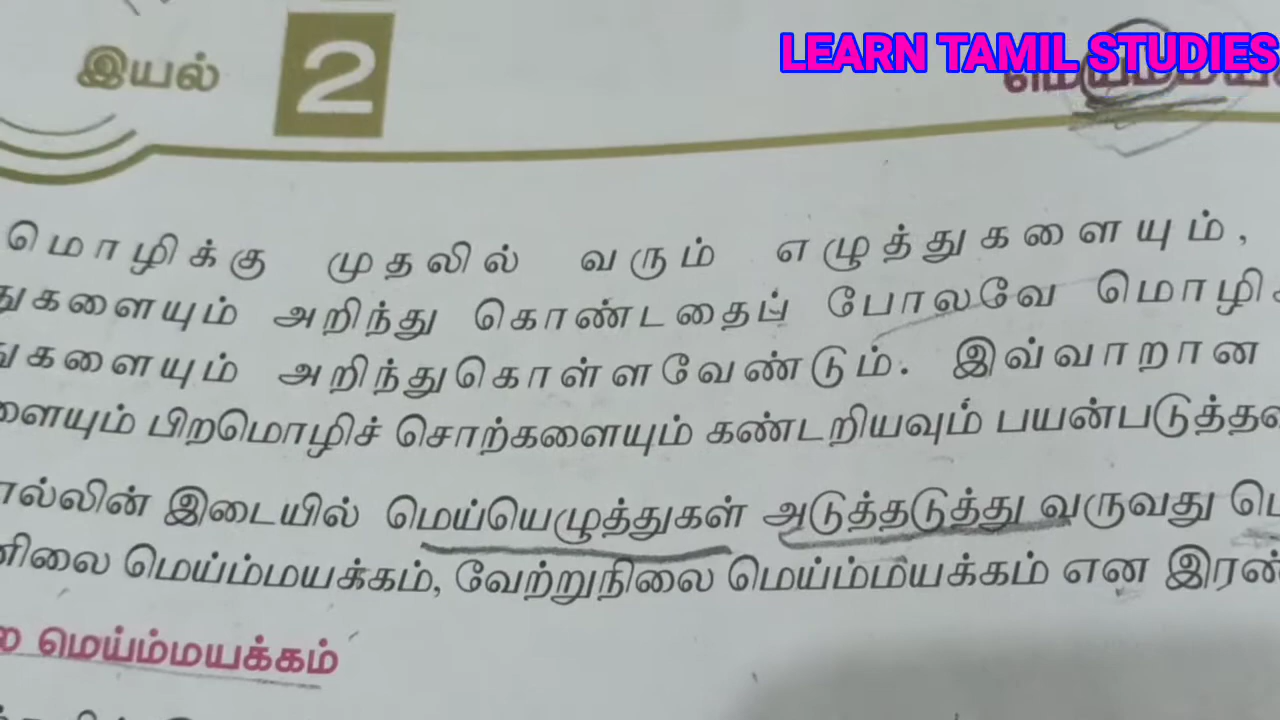 LEARN TAMIL STUDIES
இயல் 2
மொழிக்கு முதலில் வரும் எழுத்துகளையும்,
துகளையும் அறிந்து கொண்டதைப் போலவே மொழிக்
துகளையும் அறிந்துகொள்ளவேண்டும். இவ்வாறான
ளையும் பிறமொழிச் சொற்களையும் கண்டறியவும் பயன்படுத்தவ
ால்லின் இடையில் மெய்யெழுத்துகள் அடுத்தடுத்து வருவது மெ
னிலை மெய்ம்மயக்கம், வேற்றுநிலை மெய்ம்மயக்கம் என இரண்
லை மெய்ம்மயக்கம்